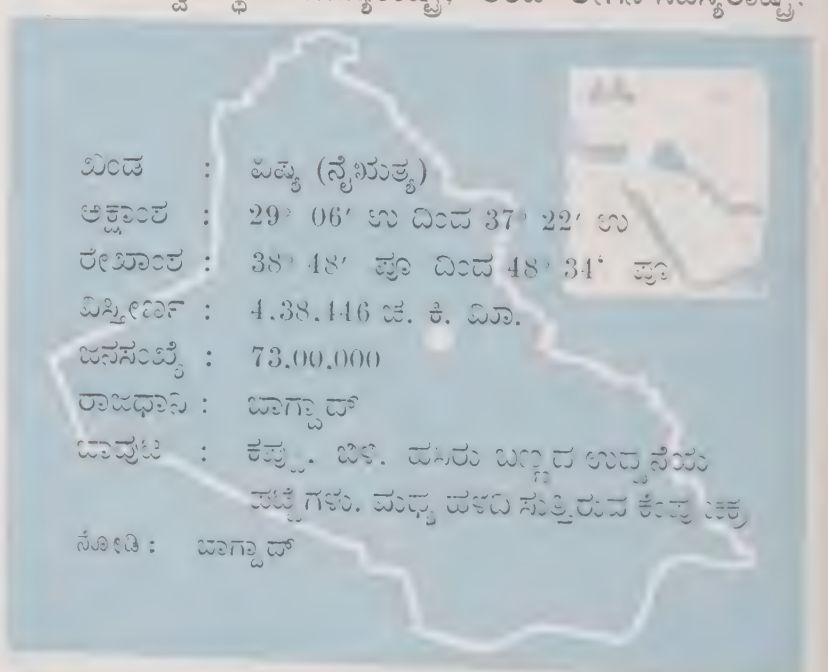 ಖಂಡ : ಏಷ್ಯ (ನೈಋತ್ಯ)
ಅಕ್ಷಾಂಶ : 29° 06′ ಉ ದಿಂದ 37° 22′ ಉ
ರೇಖಾಂಶ : 38° 48′ ಪೂ ದಿಂದ 48° 34′ ಪೂ
ವಿಸ್ತೀರ್ಣ : 4,38,446 ಚ. ಕಿ. ಮೀ.
ಜನಸಂಖ್ಯೆ : 73,00,000
ರಾಜಧಾನಿ : ಬಾಗ್ದಾದ್
ಬಾವುಟ : ಕಪ್ಪು, ಬಿಳಿ, ಹಸಿರು ಬಣ್ಣದ ಉದ್ದನೆಯ
ಪಟ್ಟೆಗಳು. ಮಧ್ಯ ಹಳದಿ ಸುತ್ತಿರುವ ಕೆಂಪು ಚಕ್ರ
ನೋಡಿ : ಬಾಗ್ದಾದ್